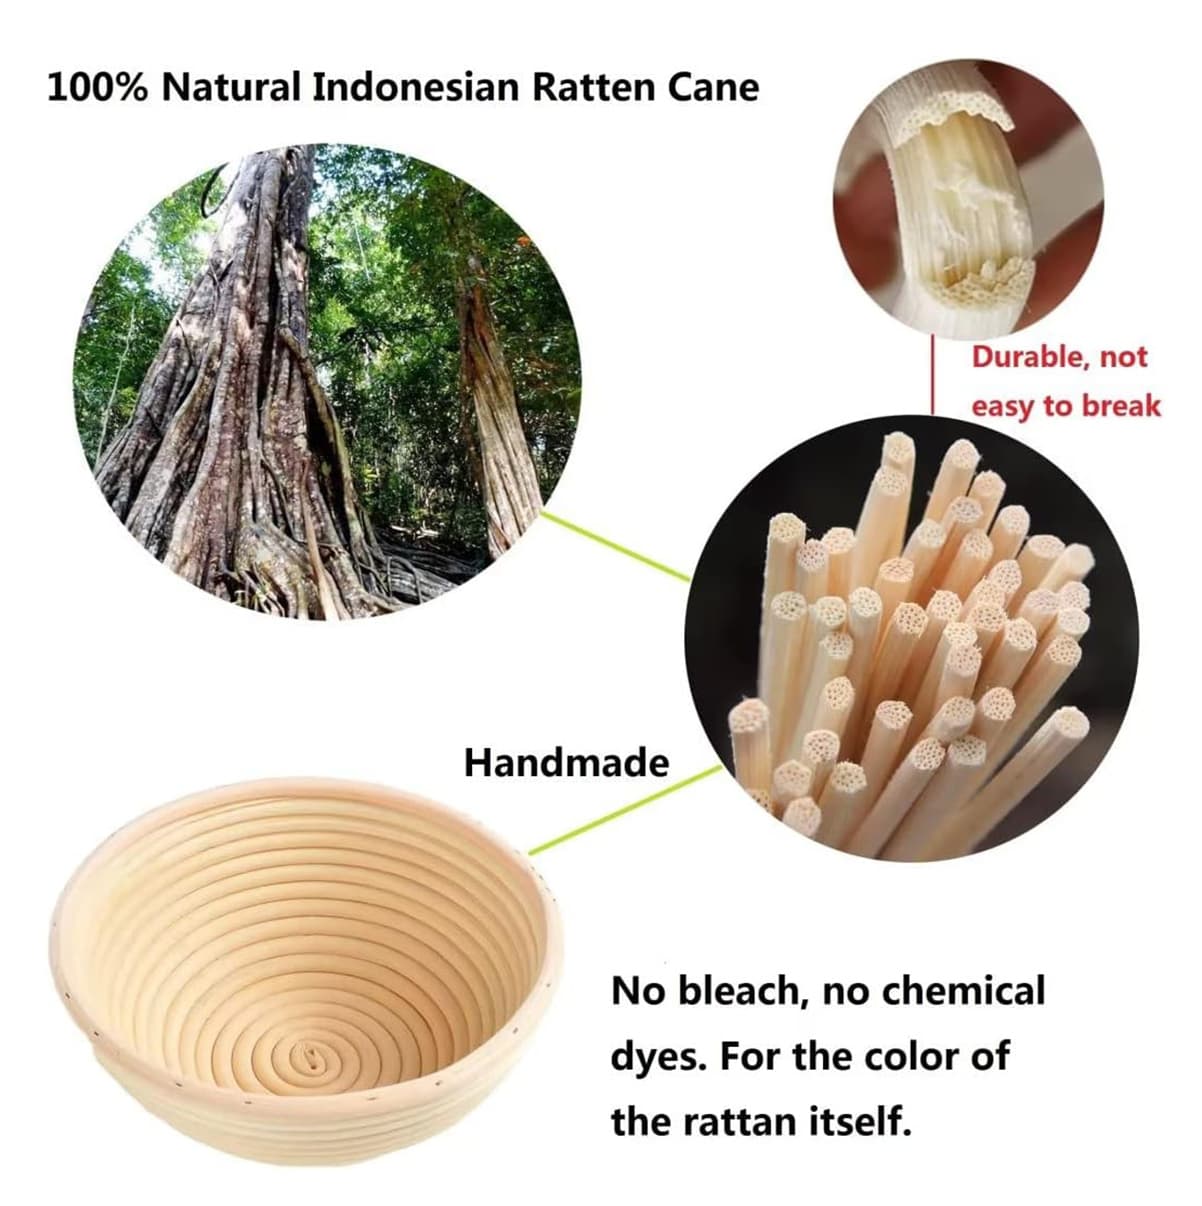 100% Natural Indonesian Ratten Cane
Durable, not
easy to break
Handmade
No bleach, no chemical
dyes. For the color of
the rattan itself.